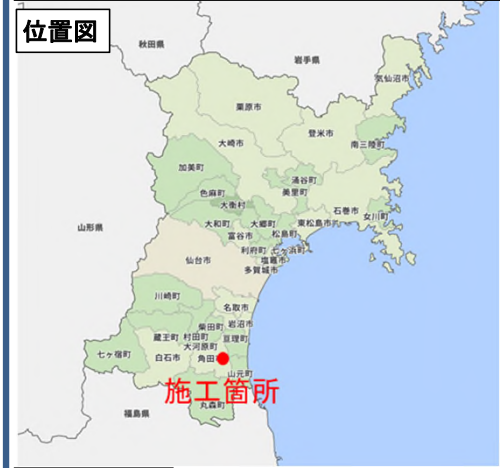 位置図
秋田県
岩手県
気仙沼市
栗原市
登米市
大崎市
南三陸町
加美町
涌谷町
色麻町
美里町
石巻市
女川町
大衡村
大和町
大郷町
東松島市
富谷市
松島町
山形県
利府町
七ヶ浜町
塩竈市
仙台市
多賀城市
川崎町
名取市
柴田町
岩沼市
蔵王町
村田町
亘理町
大河原町
七ヶ宿町
白石市
角田
山元町
施工箇所
丸森町
福島県